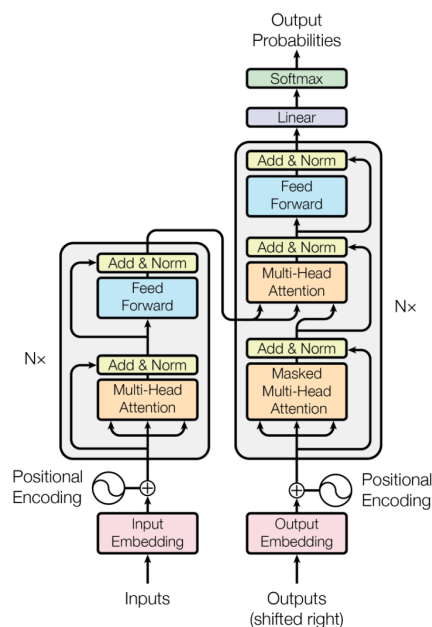 Output
Probabilities
Softmax
Linear
Add & Norm
Feed
Forward
Add & Norm
Multi-Head
Attention
Add & Norm
Masked
Multi-Head
Attention
N×
Add & Norm
Feed
Forward
Add & Norm
Multi-Head
Attention
N×
Positional
Encoding
Positional
Encoding
Input
Embedding
Output
Embedding
Inputs
Outputs
(shifted right)